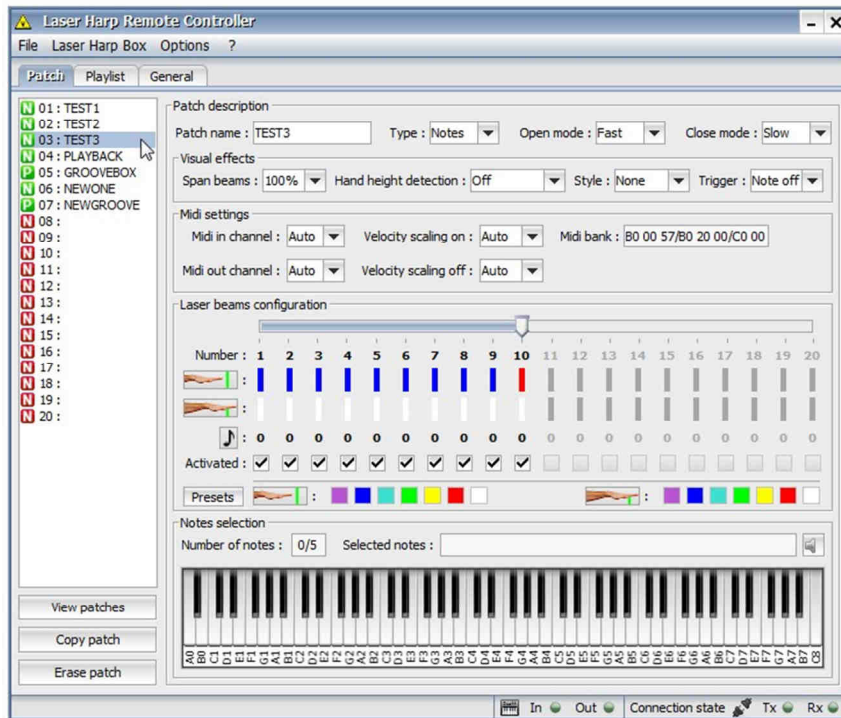 Laser Harp Remote Controller
File Laser Harp Box Options ?
Patch Playlist General
N 01 : TEST1
N 02 : TEST2
N 03 : TEST3
N 04 : PLAYBACK
P 05 : GROOVEBOX
N 06 : NEWONE
P 07 : NEWGROOVE
N 08 :
N 09 :
N 10 :
N 11 :
N 12 :
N 13 :
N 14 :
N 15 :
N 16 :
N 17 :
N 18 :
N 19 :
N 20 :
View patches
Copy patch
Erase patch
Patch description
Patch name : TEST3 Type : Notes Open mode : Fast Close mode : Slow
Visual effects
Span beams : 100% Hand height detection : Off Style : None Trigger : Note off
Midi settings
Midi in channel : Auto Velocity scaling on : Auto Midi bank : B0 00 57/B0 20 00/C0 00
Midi out channel : Auto Velocity scaling off : Auto
Laser beams configuration
Number : 1 2 3 4 5 6 7 8 9 10 11 12 13 14 15 16 17 18 19 20
:
:
♪ : 0 0 0 0 0 0 0 0 0 0 0 0 0 0 0 0 0 0 0 0
Activated :
Presets : :
Notes selection
Number of notes : 0/5 Selected notes :
A0 B0 C1 D1 E1 F1 G1 A1 B1 C2 D2 E2 F2 G2 A2 B2 C3 D3 E3 F3 G3 A3 B3 C4 D4 E4 F4 G4 A4 B4 C5 D5 E5 F5 G5 A5 B5 C6 D6 E6 F6 G6 A6 B6 C7 D7 E7 F7 G7 A7 B7 C8
In Out Connection state Tx Rx